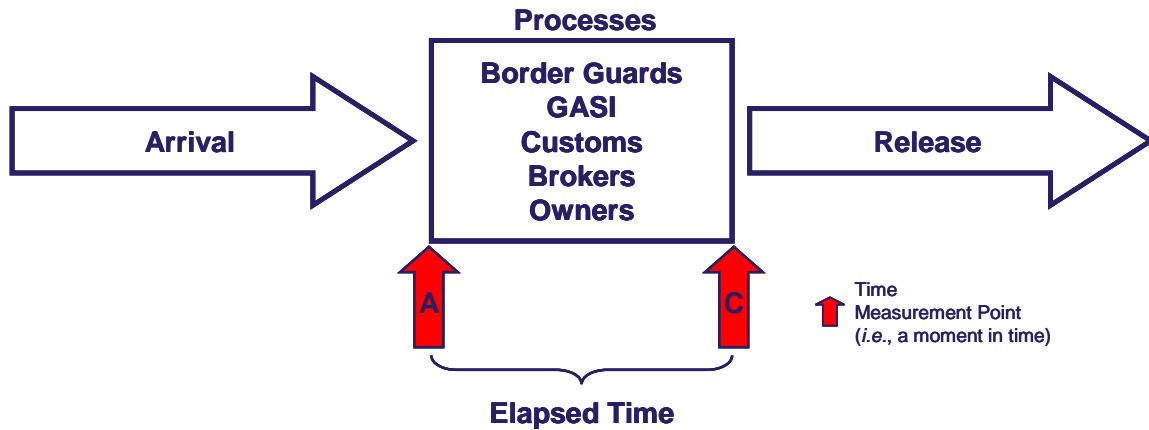 Processes
Border Guards
GASI
Customs
Brokers
Owners
Arrival
Release
A
C
Time
Measurement Point
(i.e., a moment in time)
Elapsed Time